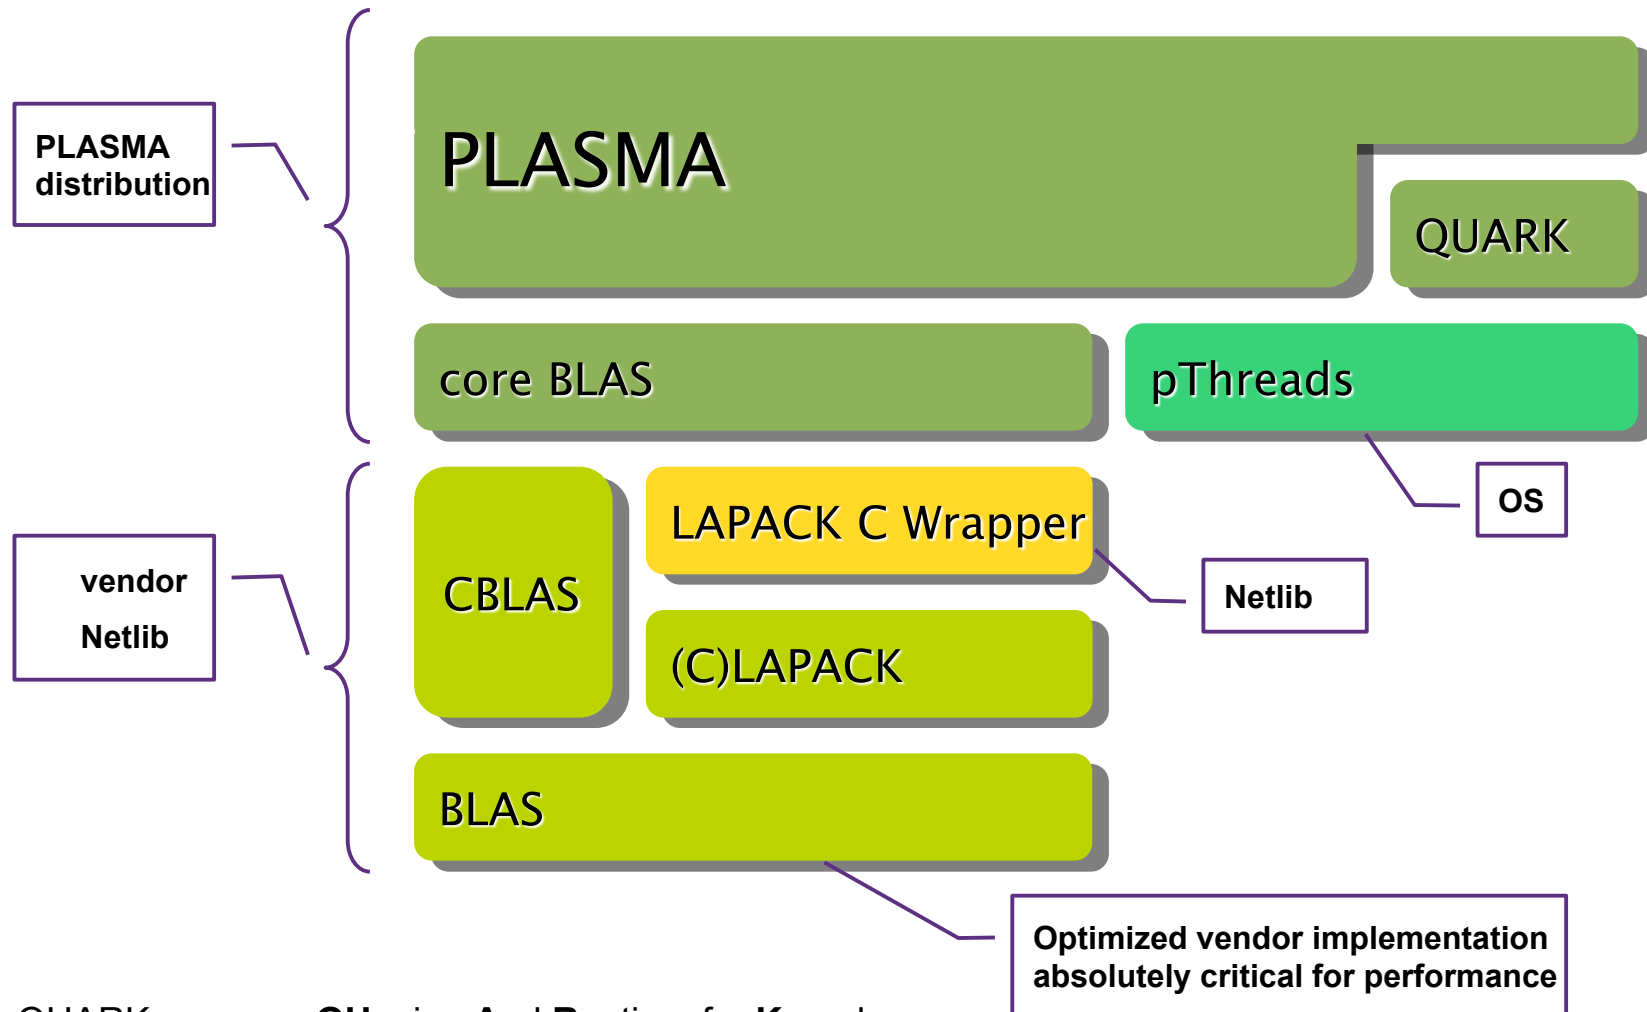 PLASMA
distribution
PLASMA
QUARK
core BLAS
pThreads
OS
vendor
Netlib
CBLAS
LAPACK C Wrapper
Netlib
(C)LAPACK
BLAS
Optimized vendor implementation
absolutely critical for performance
QUARK